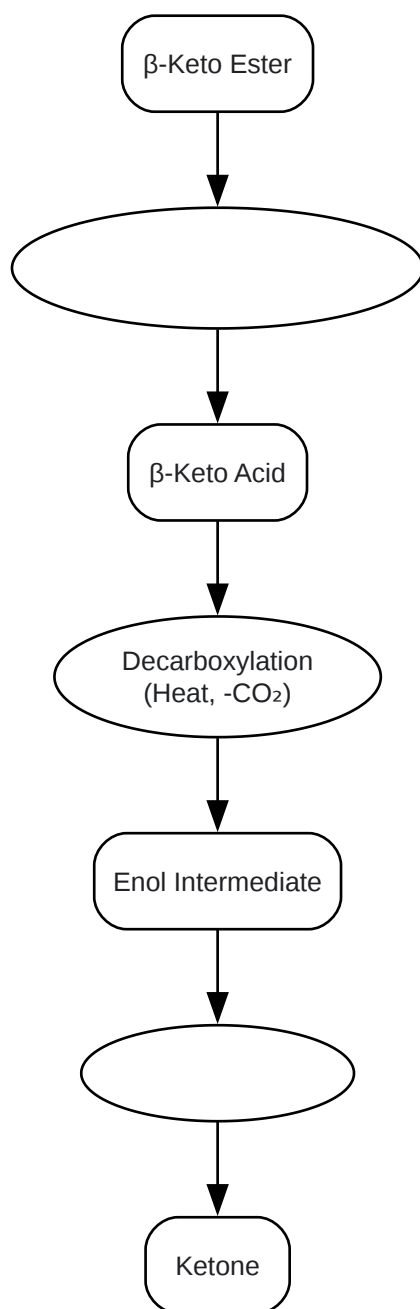 β-Keto Ester
β-Keto Acid
Decarboxylation
(Heat, -CO₂)
Enol Intermediate
Ketone